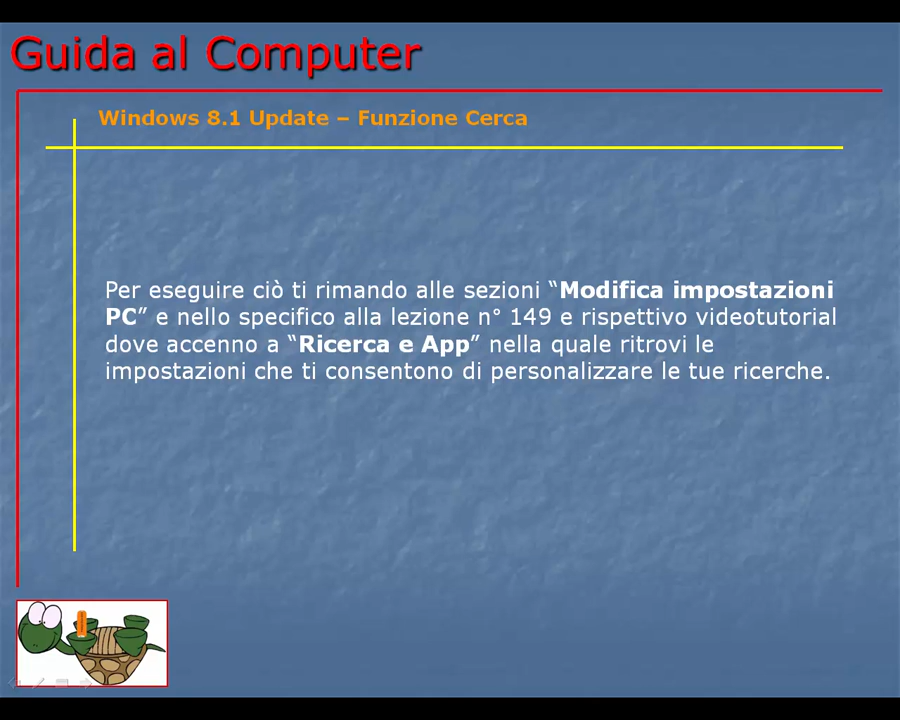 Guida al Computer
Windows 8.1 Update – Funzione Cerca
Per eseguire ciò ti rimando alle sezioni “Modifica impostazioni
PC” e nello specifico alla lezione n° 149 e rispettivo videotutorial
dove accenno a “Ricerca e App” nella quale ritrovi le
impostazioni che ti consentono di personalizzare le tue ricerche.